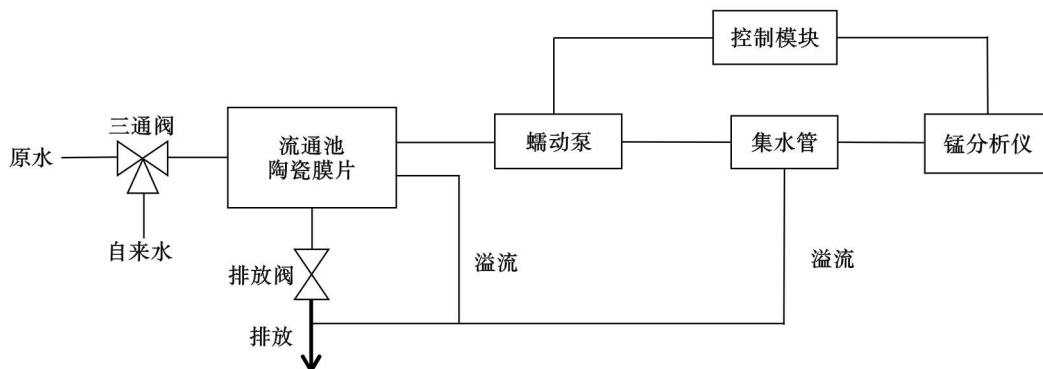 控制模块
三通阀
原水
流通池
陶瓷膜片
蠕动泵
集水管
锰分析仪
自来水
排放阀
溢流
溢流
排放